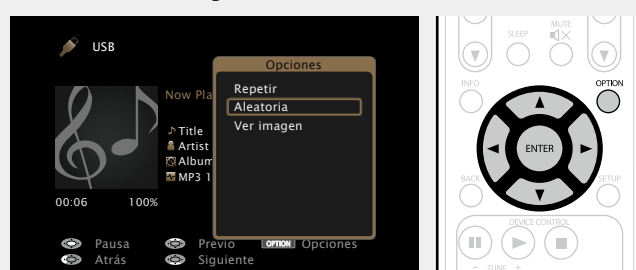 USB
Opciones
Now Pla
Repetir
Aleatoria
Ver imagen
Title
Artist
Album
MP3 1
00:06 100%
Pausa Previo OPTION Opciones
Atrás Siguiente
SLEEP MUTE
INFO OPTION
ENTER
BACK SETUP
DEVICE CONTROL
- TUNE +